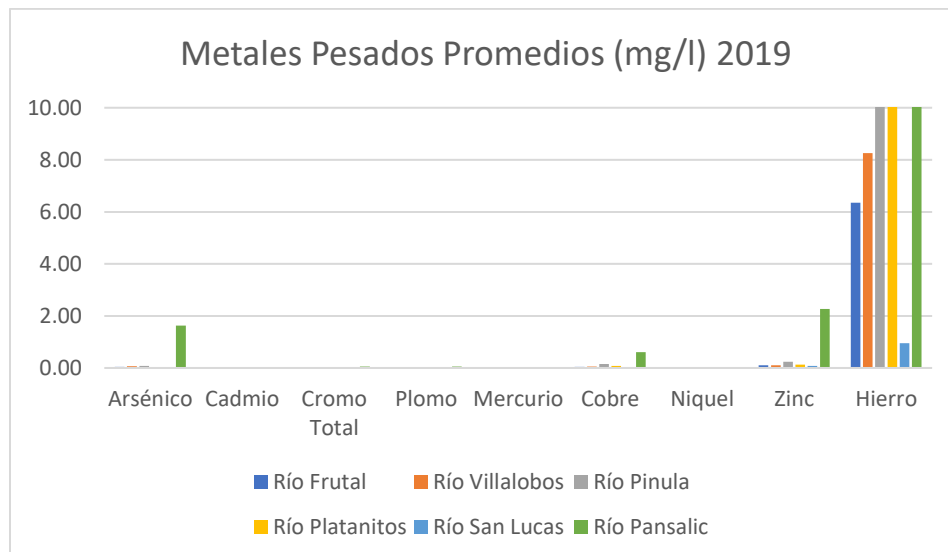 Metales Pesados Promedios (mg/l) 2019
10.00
8.00
6.00
4.00
2.00
0.00
Arsénico Cadmio Cromo Total Plomo Mercurio Cobre Niquel Zinc Hierro
Río Frutal Río Villalobos Río Pinula
Río Platanitos Río San Lucas Río Pansalic